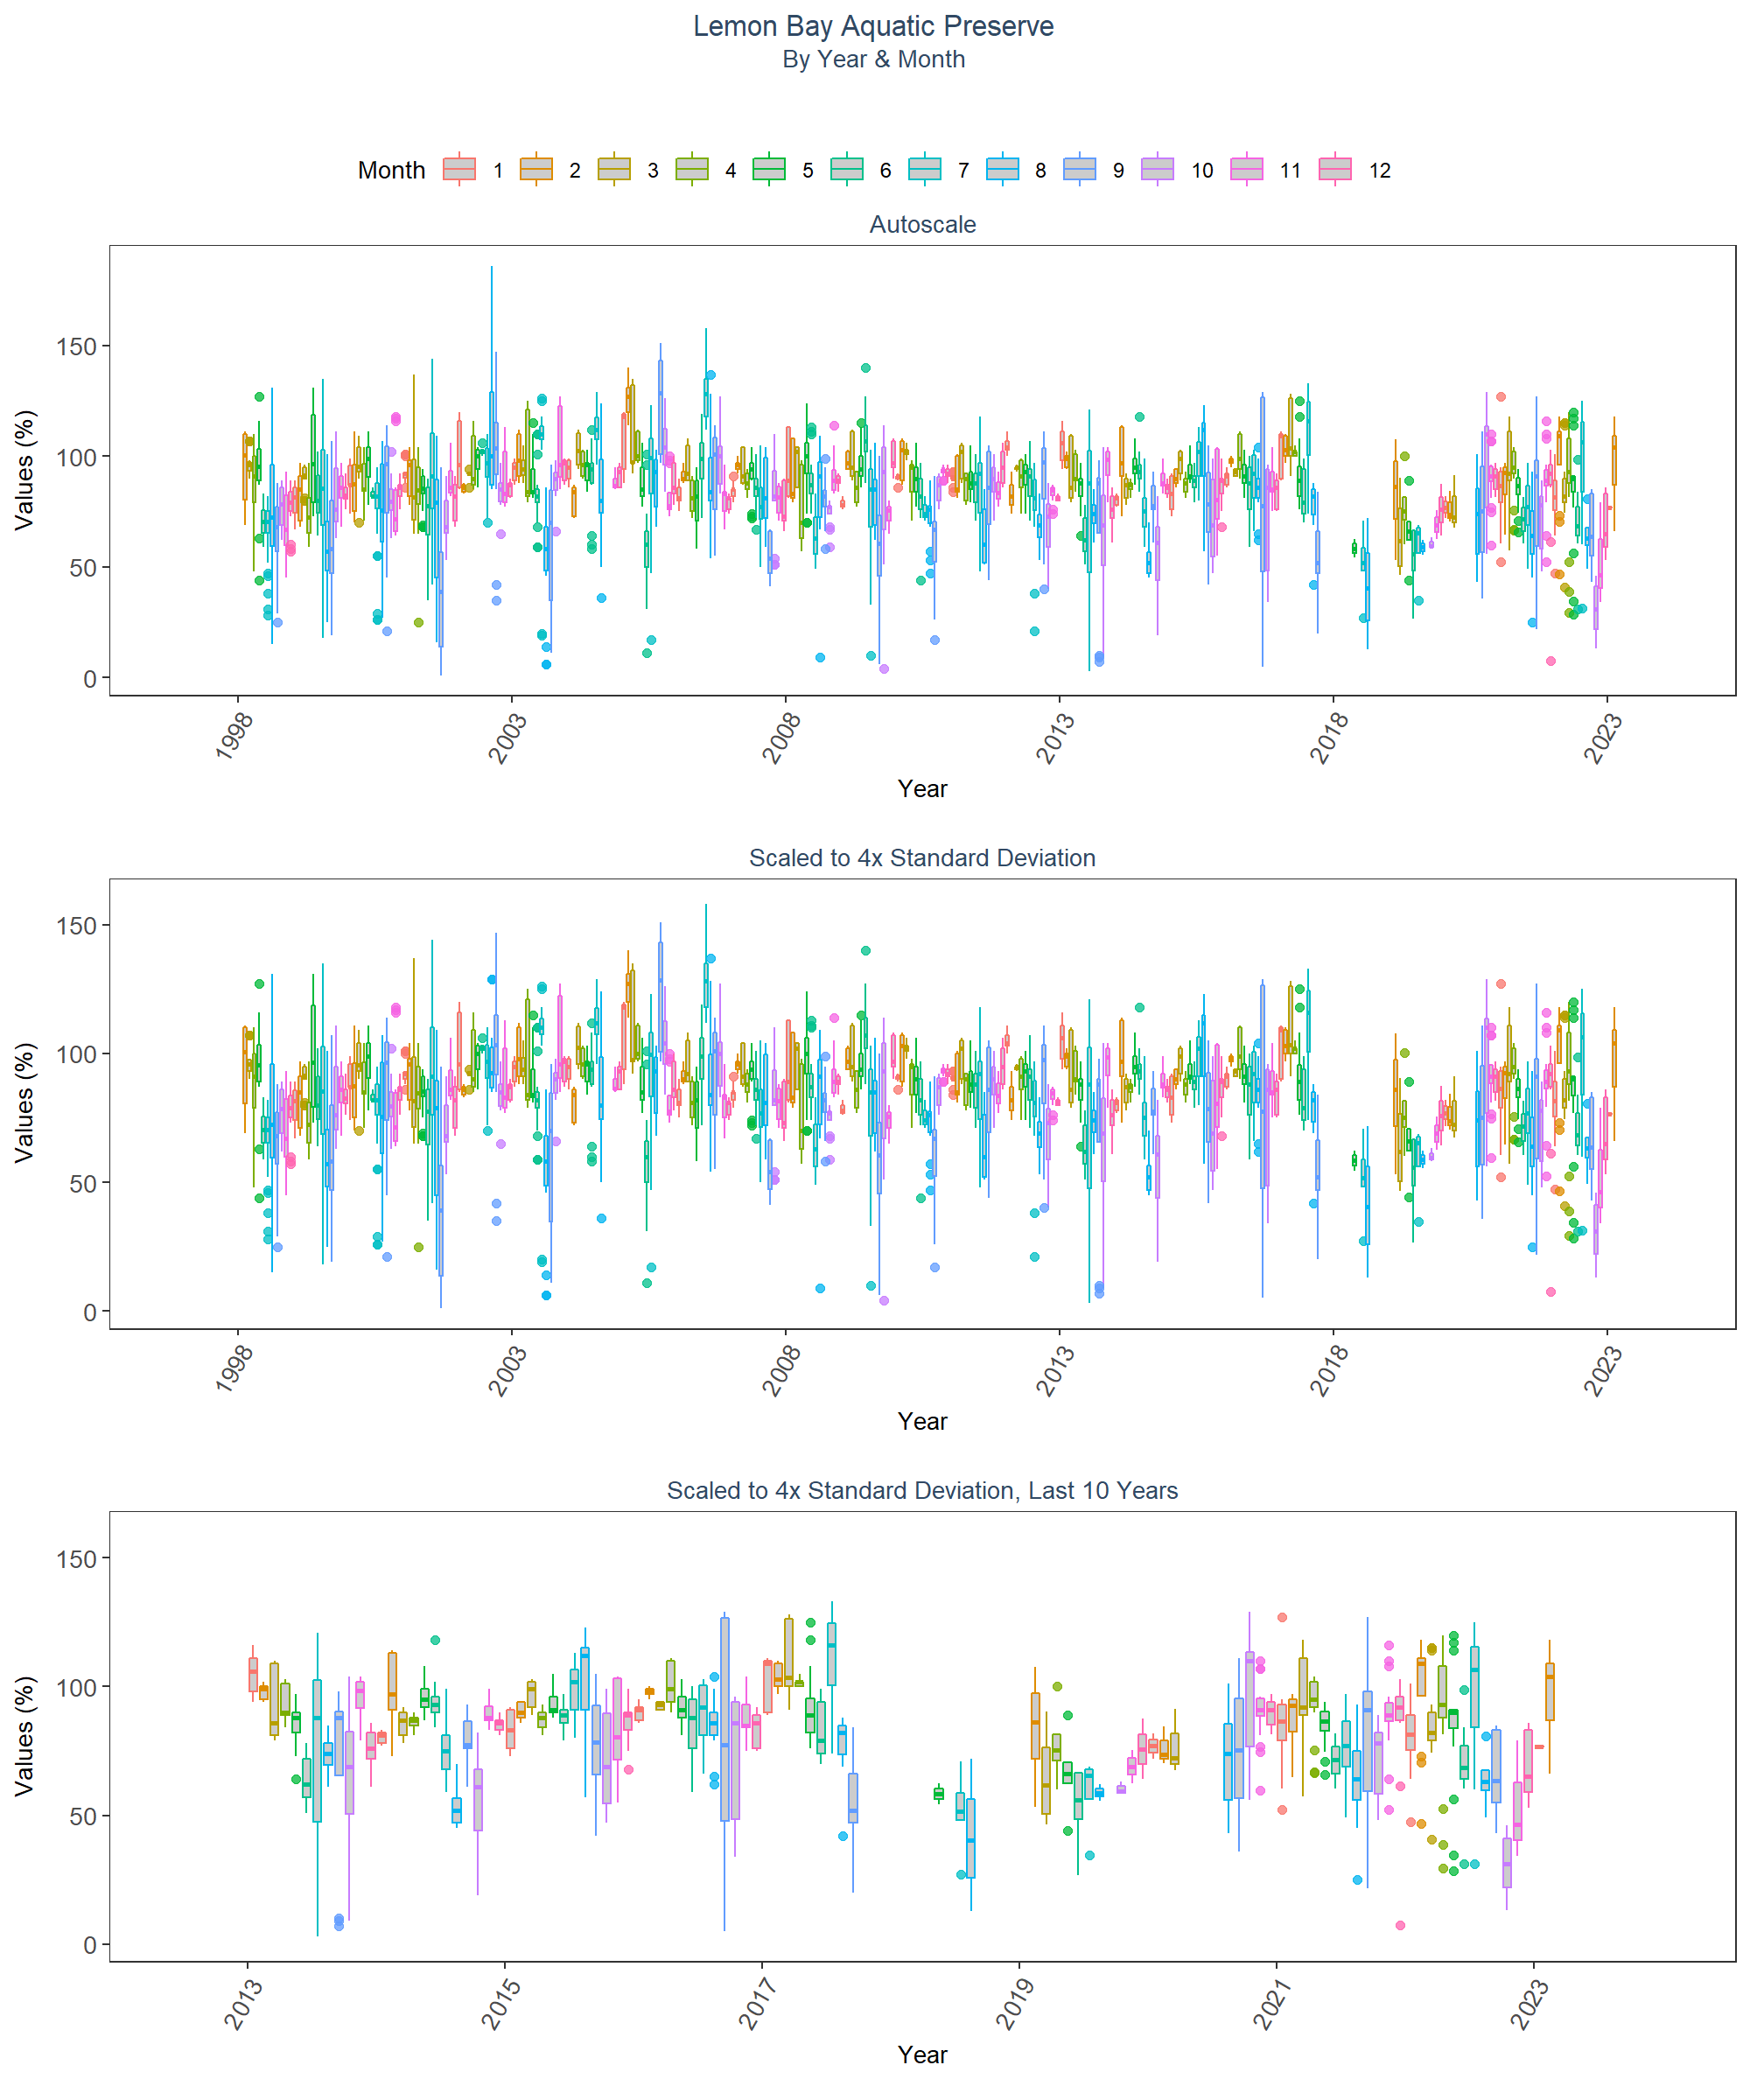 Lemon Bay Aquatic Preserve
By Year & Month
Month 1 2 3 4 5 6 7 8 9 10 11 12
Autoscale
Values (%)
150
100
50
0
1998 2003 2008 2013 2018 2023
Year
Scaled to 4x Standard Deviation
Values (%)
150
100
50
0
1998 2003 2008 2013 2018 2023
Year
Scaled to 4x Standard Deviation, Last 10 Years
Values (%)
150
100
50
0
2013 2015 2017 2019 2021 2023
Year